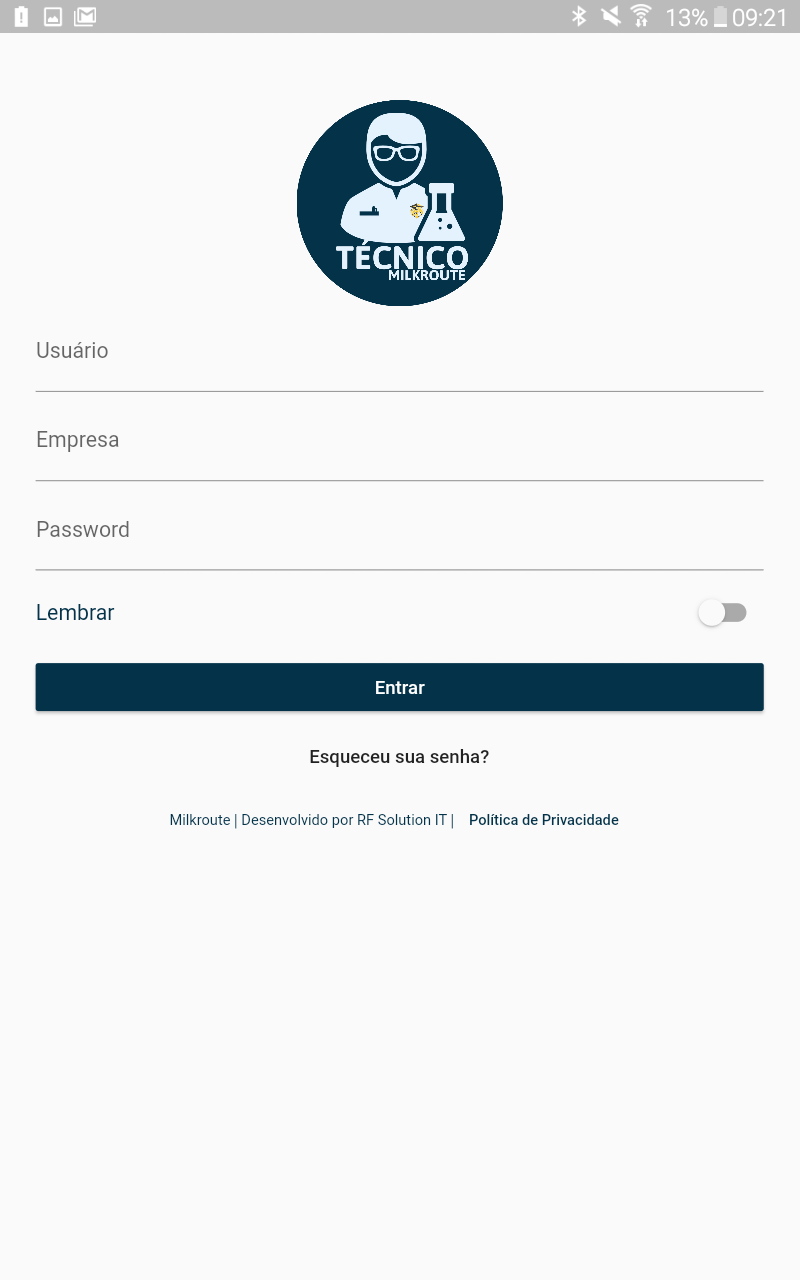 13% 09:21
TÉCNICO
MILKROUTE
Usuário
Empresa
Password
Lembrar
Entrar
Esqueceu sua senha?
Milkroute | Desenvolvido por RF Solution IT | Política de Privacidade